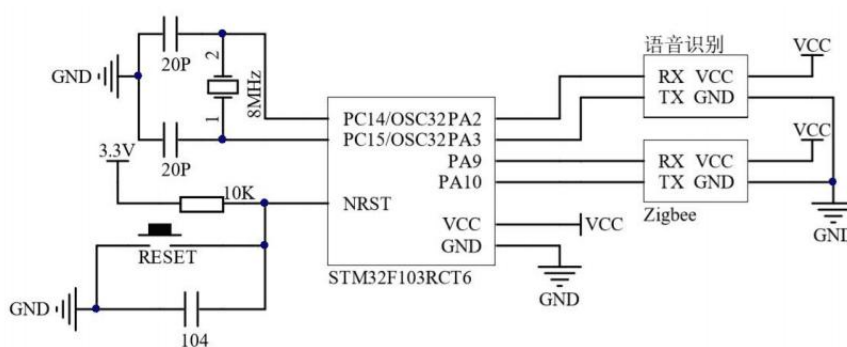 语音识别
VCC
20P
2
GND
8MHz
RX VCC
TX GND
1
PC14/OSC32PA2
PC15/OSC32PA3
3.3V
20P
VCC
PA9
RX VCC
PA10
TX GND
10K
NRST
Zigbee
VCC
VCC
GND
GND
RESET
STM32F103RCT6
GND
GND
104